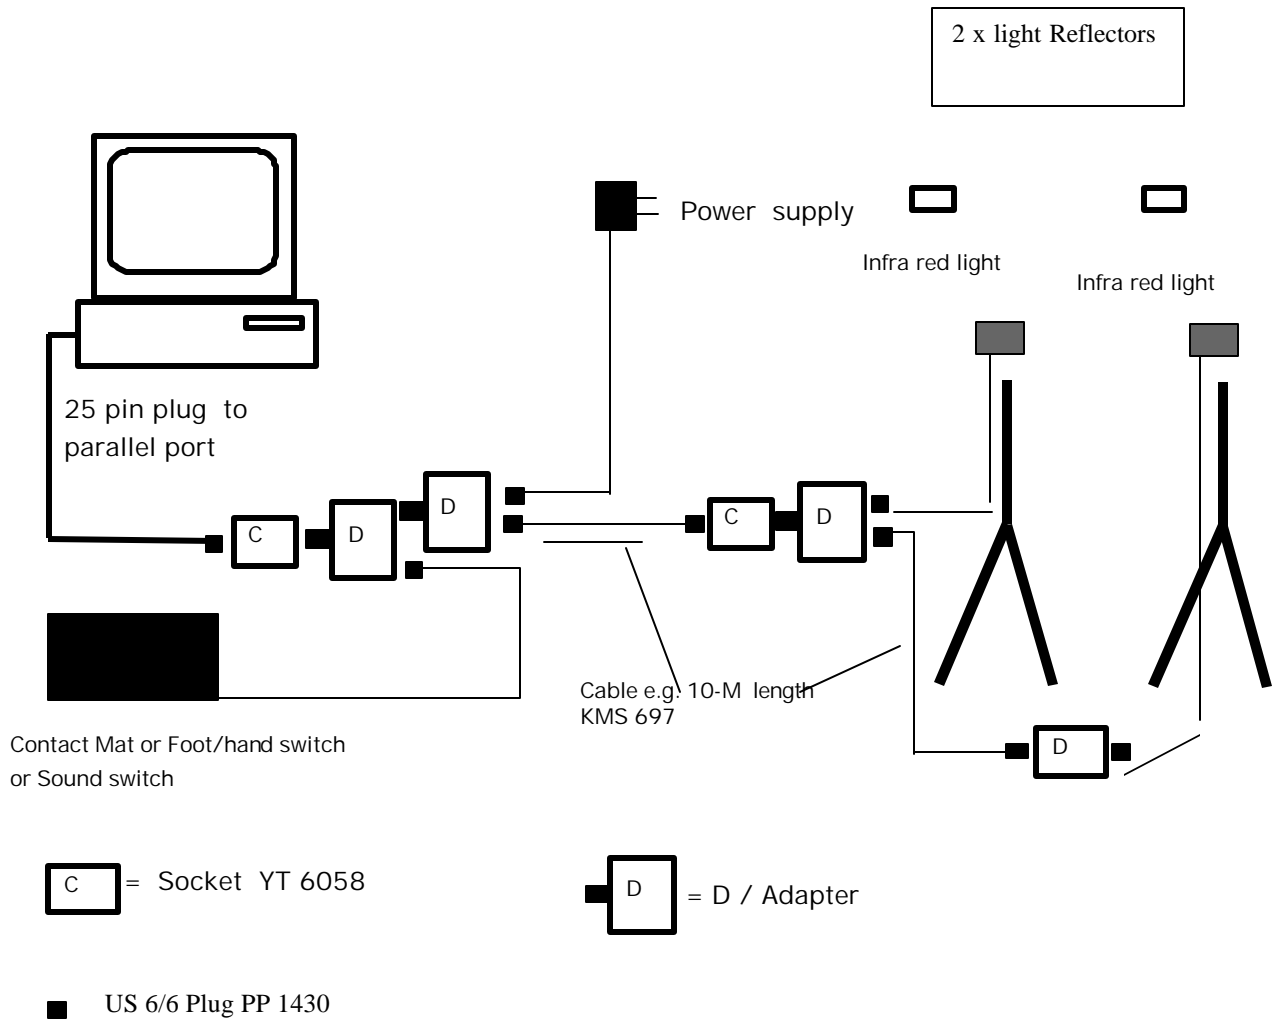 2 x light Reflectors
Power supply
Infra red light
Infra red light
25 pin plug to
parallel port
C
D
D
C
D
Cable e.g. 10-M length
KMS 697
D
Contact Mat or Foot/hand switch
or Sound switch
C = Socket YT 6058
D = D / Adapter
US 6/6 Plug PP 1430